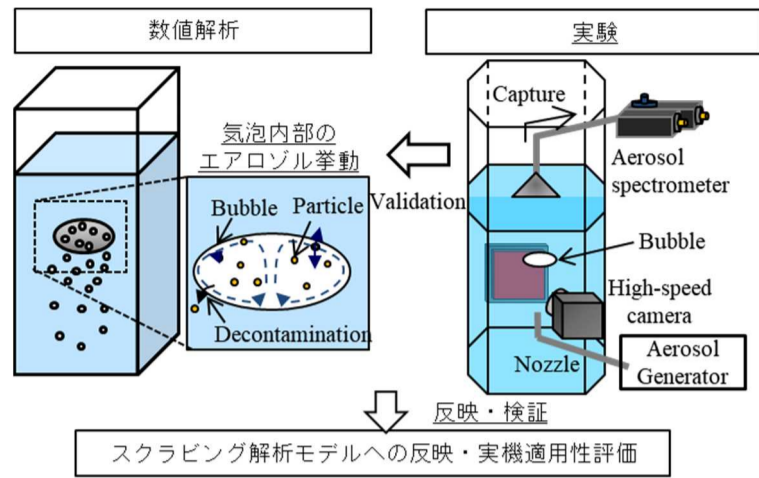 数値解析
実験
気泡内部の
エアロゾル挙動
Bubble
Particle
Decontamination
Validation
Capture
Aerosol
spectrometer
Bubble
High-speed
camera
Nozzle
Aerosol
Generator
反映・検証
スクラビング解析モデルへの反映・実機適用性評価